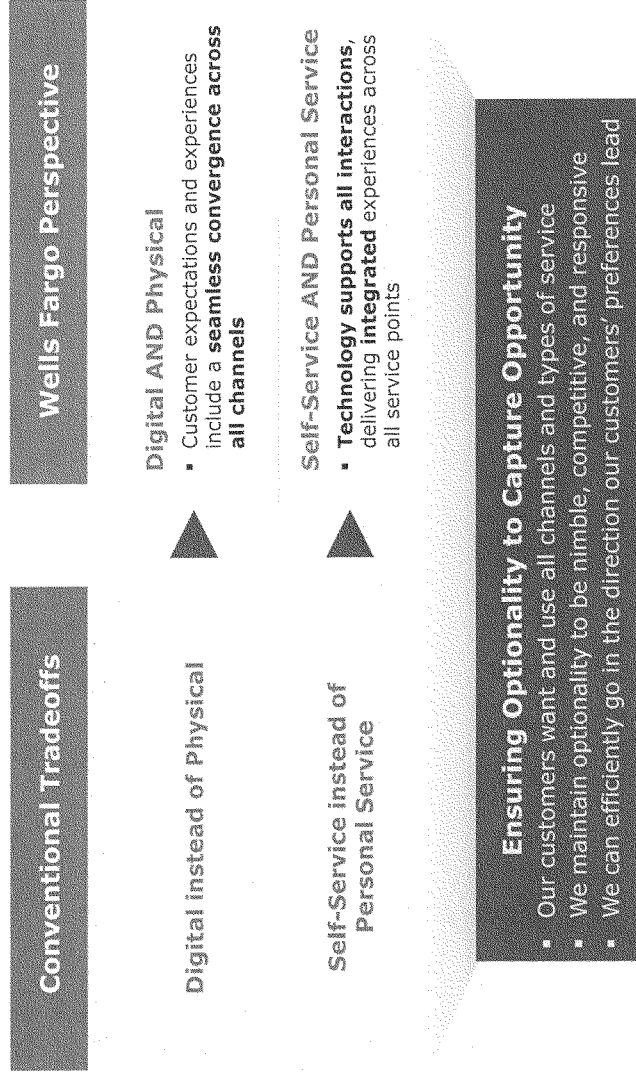 Conventional Tradeoffs
Wells Fargo Perspective
Digital instead of Physical
Digital AND Physical
▪ Customer expectations and experiences
include a seamless convergence across
all channels
Self-Service instead of
Personal Service
Self-Service AND Personal Service
▪ Technology supports all interactions,
delivering integrated experiences across
all service points
Ensuring Optionality to Capture Opportunity
▪ Our customers want and use all channels and types of service
▪ We maintain optionality to be nimble, competitive, and responsive
▪ We can efficiently go in the direction our customers' preferences lead